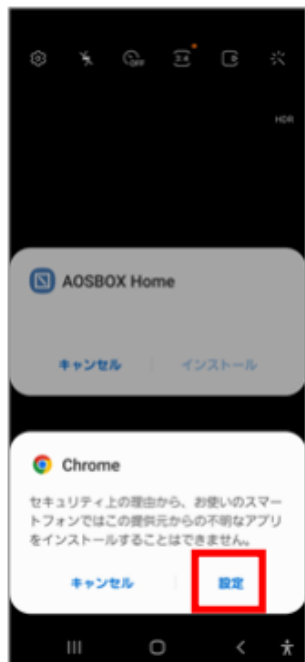 OFF
3:4
HDR
AOSBOX Home
キャンセル
インストール
Chrome
セキュリティ上の理由から、お使いのスマー
トフォンではこの提供元からの不明なアプリ
をインストールすることはできません。
キャンセル
設定